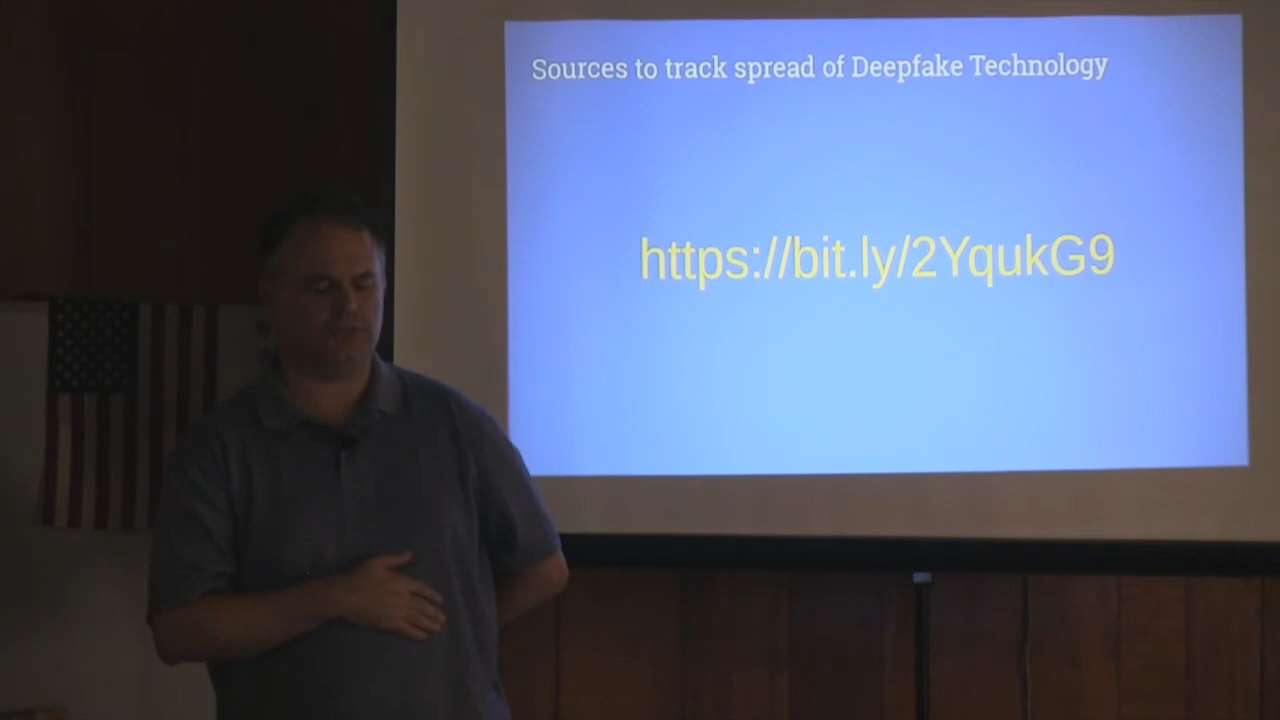 Sources to track spread of Deepfake Technology
https://bit.ly/2YqukG9